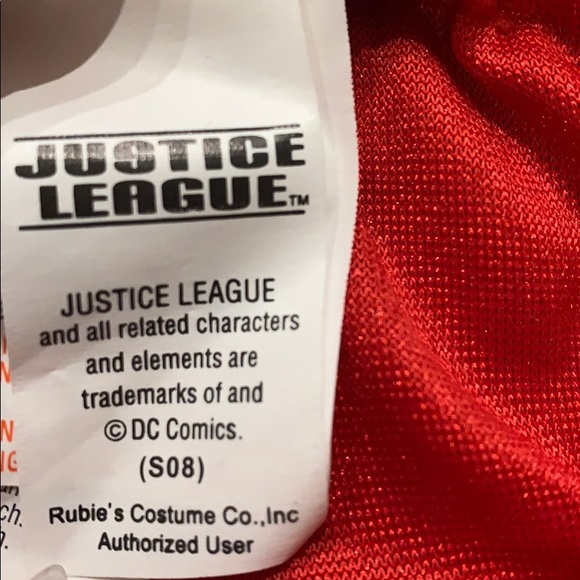 JUSTICE
LEAGUE™
JUSTICE LEAGUE
and all related characters
and elements are
trademarks of and
© DC Comics.
(S08)
Rubie's Costume Co.,Inc
Authorized User
ch.